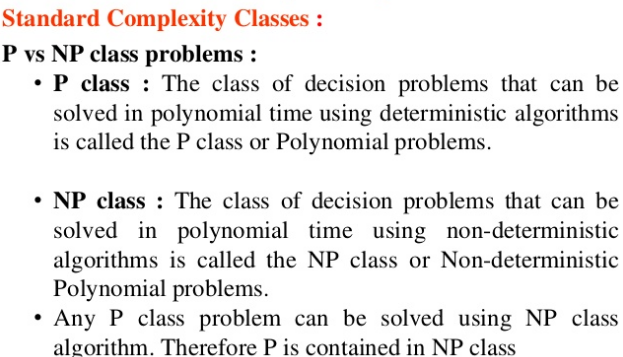 Standard Complexity Classes :
P vs NP class problems :
• P class : The class of decision problems that can be
solved in polynomial time using deterministic algorithms
is called the P class or Polynomial problems.
• NP class : The class of decision problems that can be
solved in polynomial time using non-deterministic
algorithms is called the NP class or Non-deterministic
Polynomial problems.
• Any P class problem can be solved using NP class
algorithm. Therefore P is contained in NP class